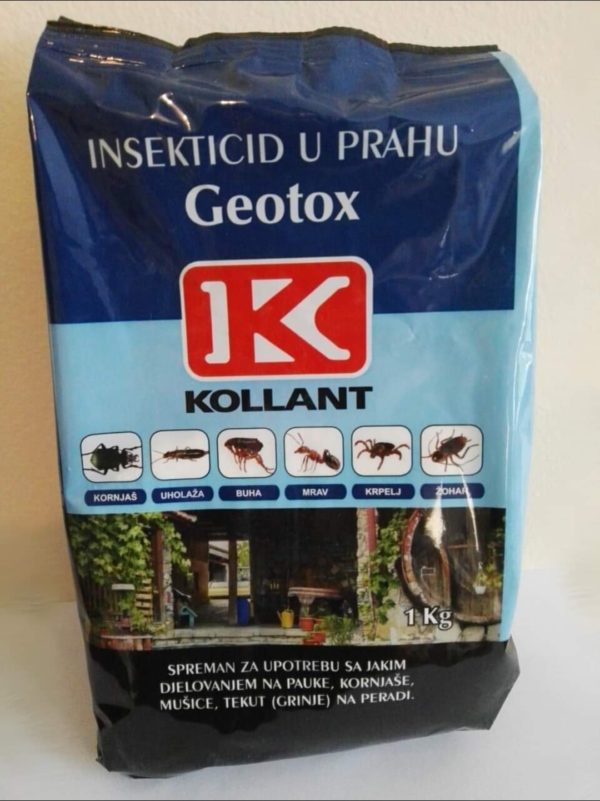 INSEKTICID U PRAHU
Geotox
K
KOLLANT
KORNJAŠ UHOLAŽA BUHA MRAV KRPELJ ŽOHAR
1 Kg
SPREMAN ZA UPOTREBU SA JAKIM
DJELOVANJEM NA PAUKE, KORNJAŠE,
MUŠICE, TEKUT (GRINJE) NA PERADI.